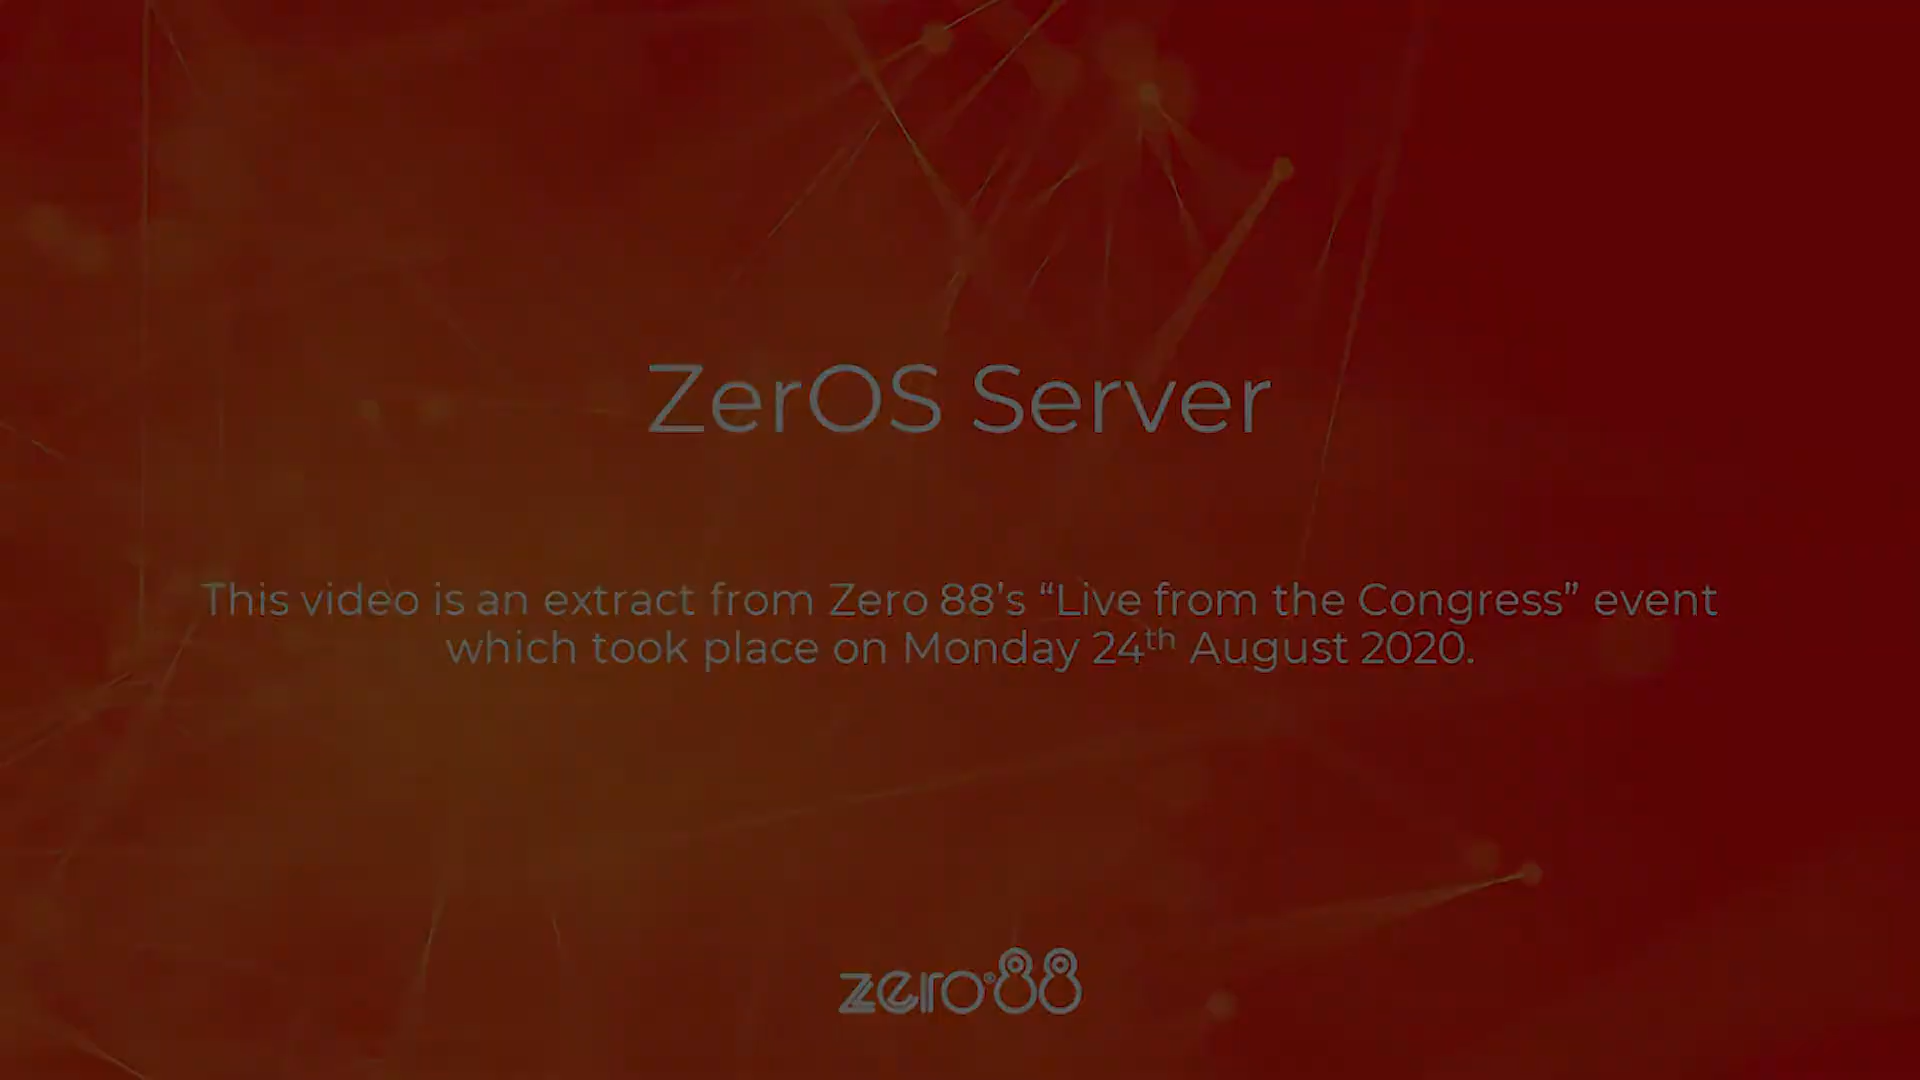 ZerOS Server
This video is an extract from Zero 88's “Live from the Congress” event
which took place on Monday 24th August 2020.
zero88